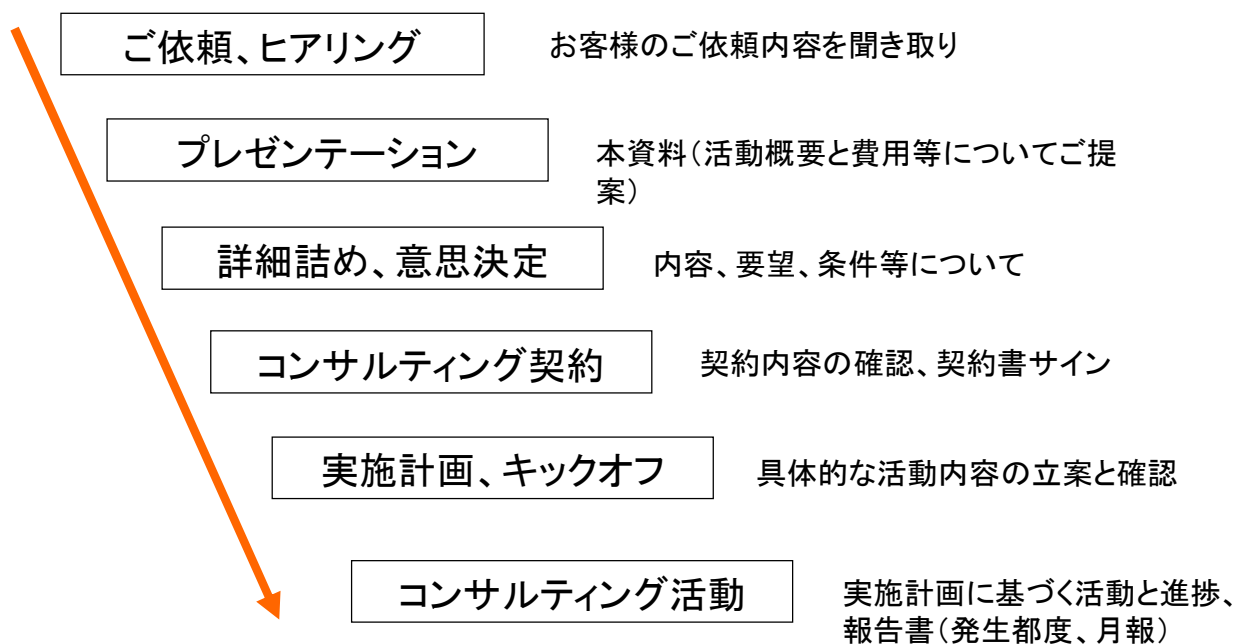 ご依頼、ヒアリング
お客様のご依頼内容を聞き取り
プレゼンテーション
本資料(活動概要と費用等についてご提
案)
詳細詰め、意思決定
内容、要望、条件等について
コンサルティング契約
契約内容の確認、契約書サイン
実施計画、キックオフ
具体的な活動内容の立案と確認
コンサルティング活動
実施計画に基づく活動と進捗、
報告書(発生都度、月報)